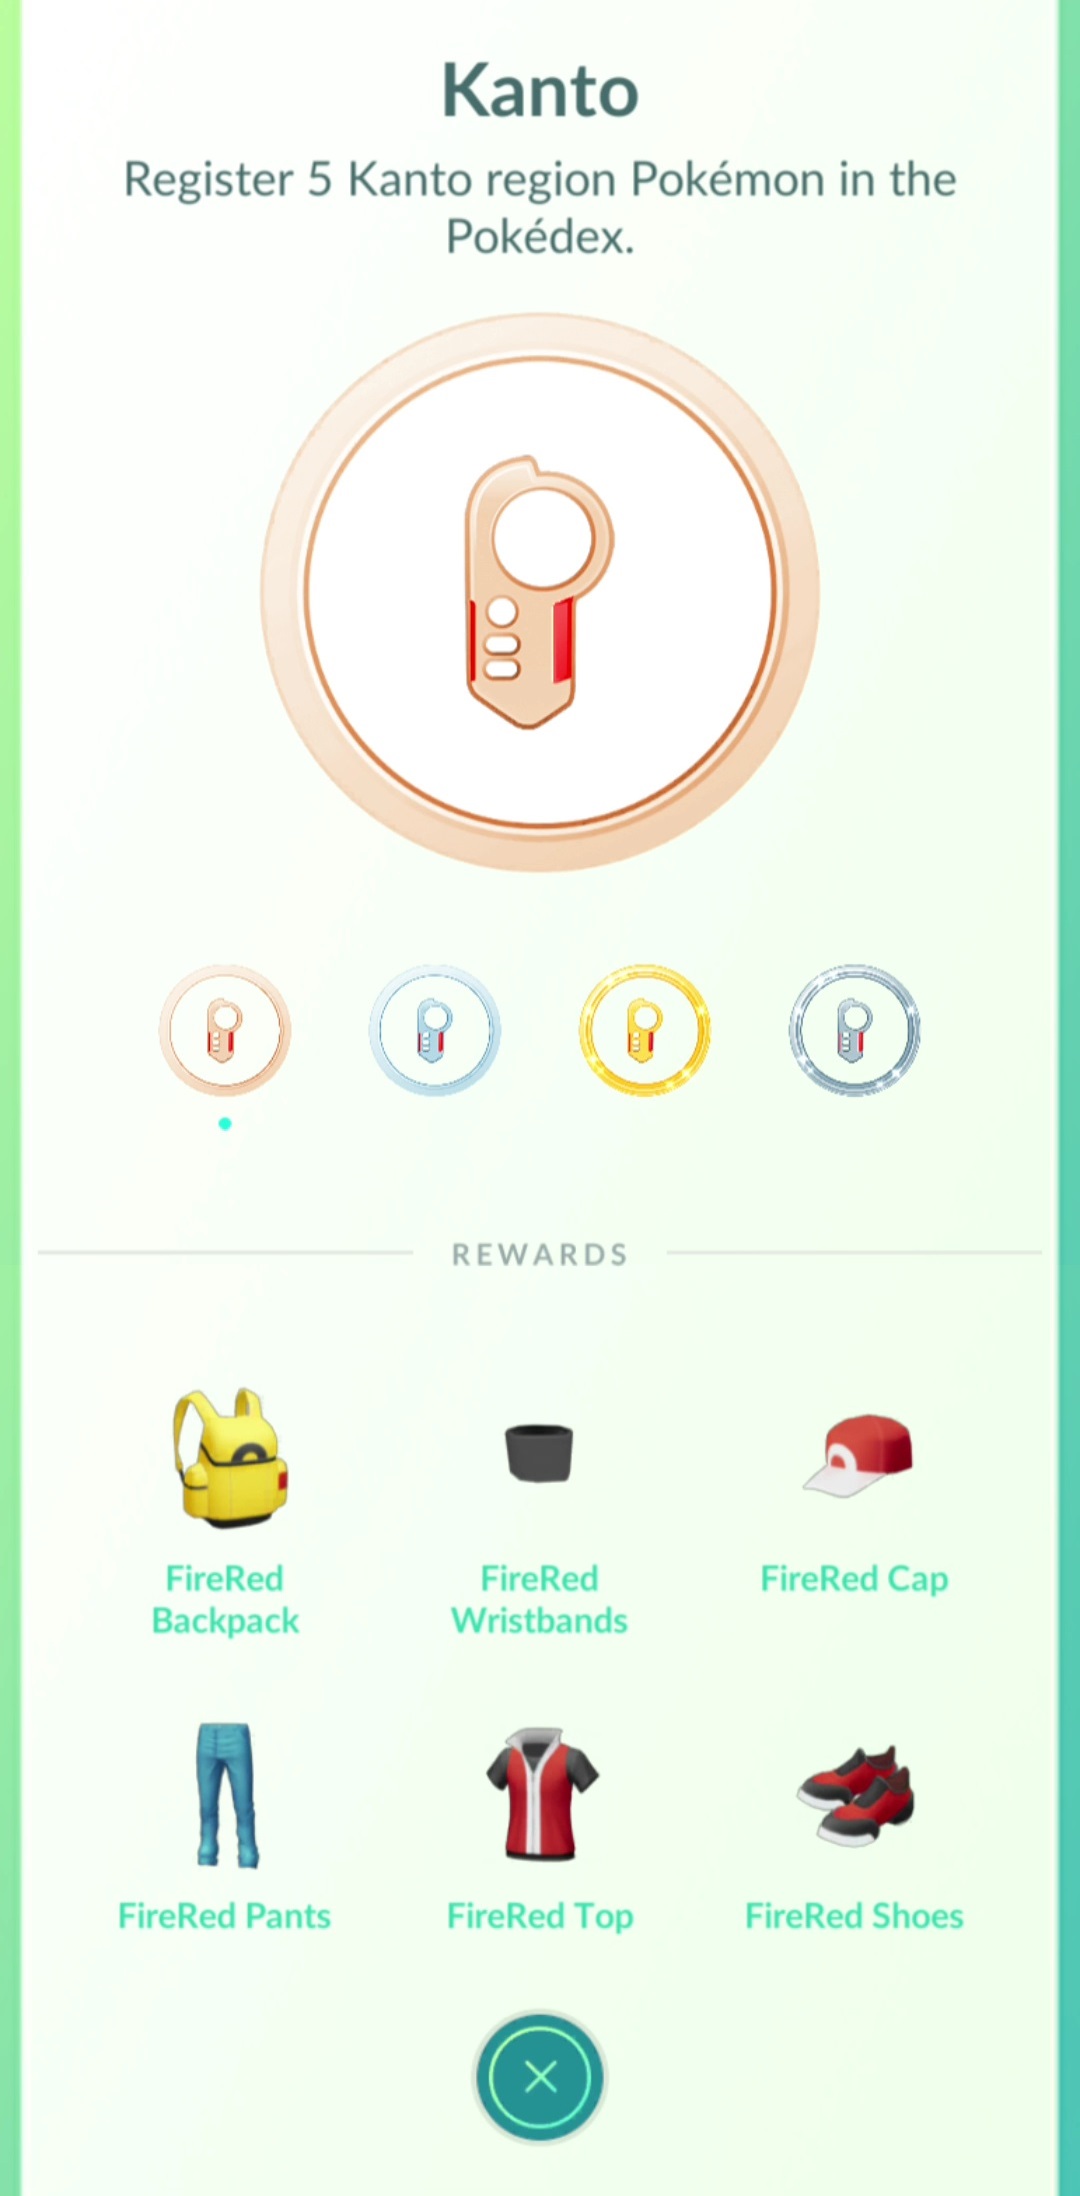 Kanto
Register 5 Kanto region Pokémon in the
Pokédex.
REWARDS
FireRed
Backpack
FireRed
Wristbands
FireRed Cap
FireRed Pants
FireRed Top
FireRed Shoes